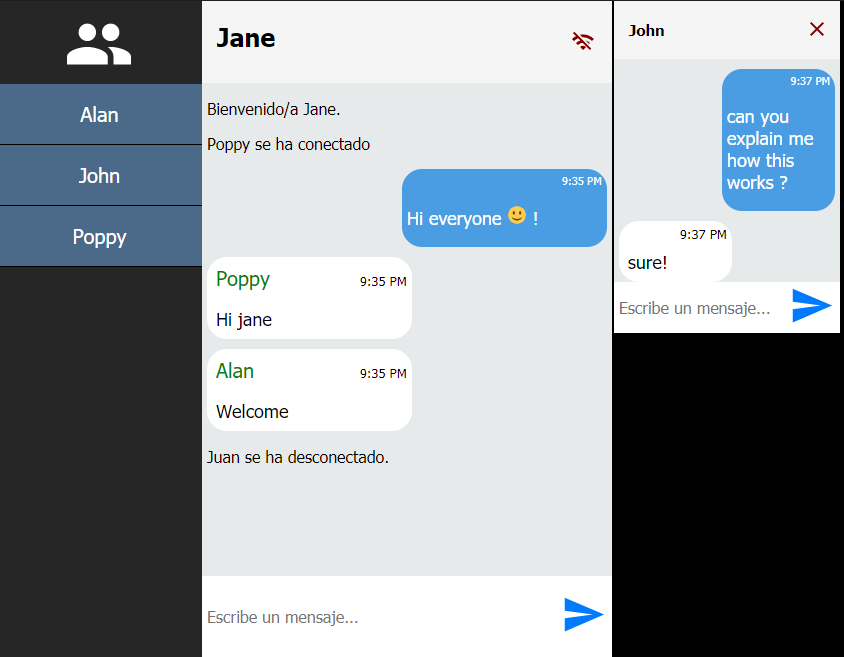 Alan
John
Poppy
Jane
Bienvenido/a Jane.
Poppy se ha conectado
9:35 PM
Hi everyone 🙂 !
Poppy 9:35 PM
Hi jane
Alan 9:35 PM
Welcome
Juan se ha desconectado.
Escribe un mensaje...
John
9:37 PM
can you
explain me
how this
works ?
9:37 PM
sure!
Escribe un mensaje...